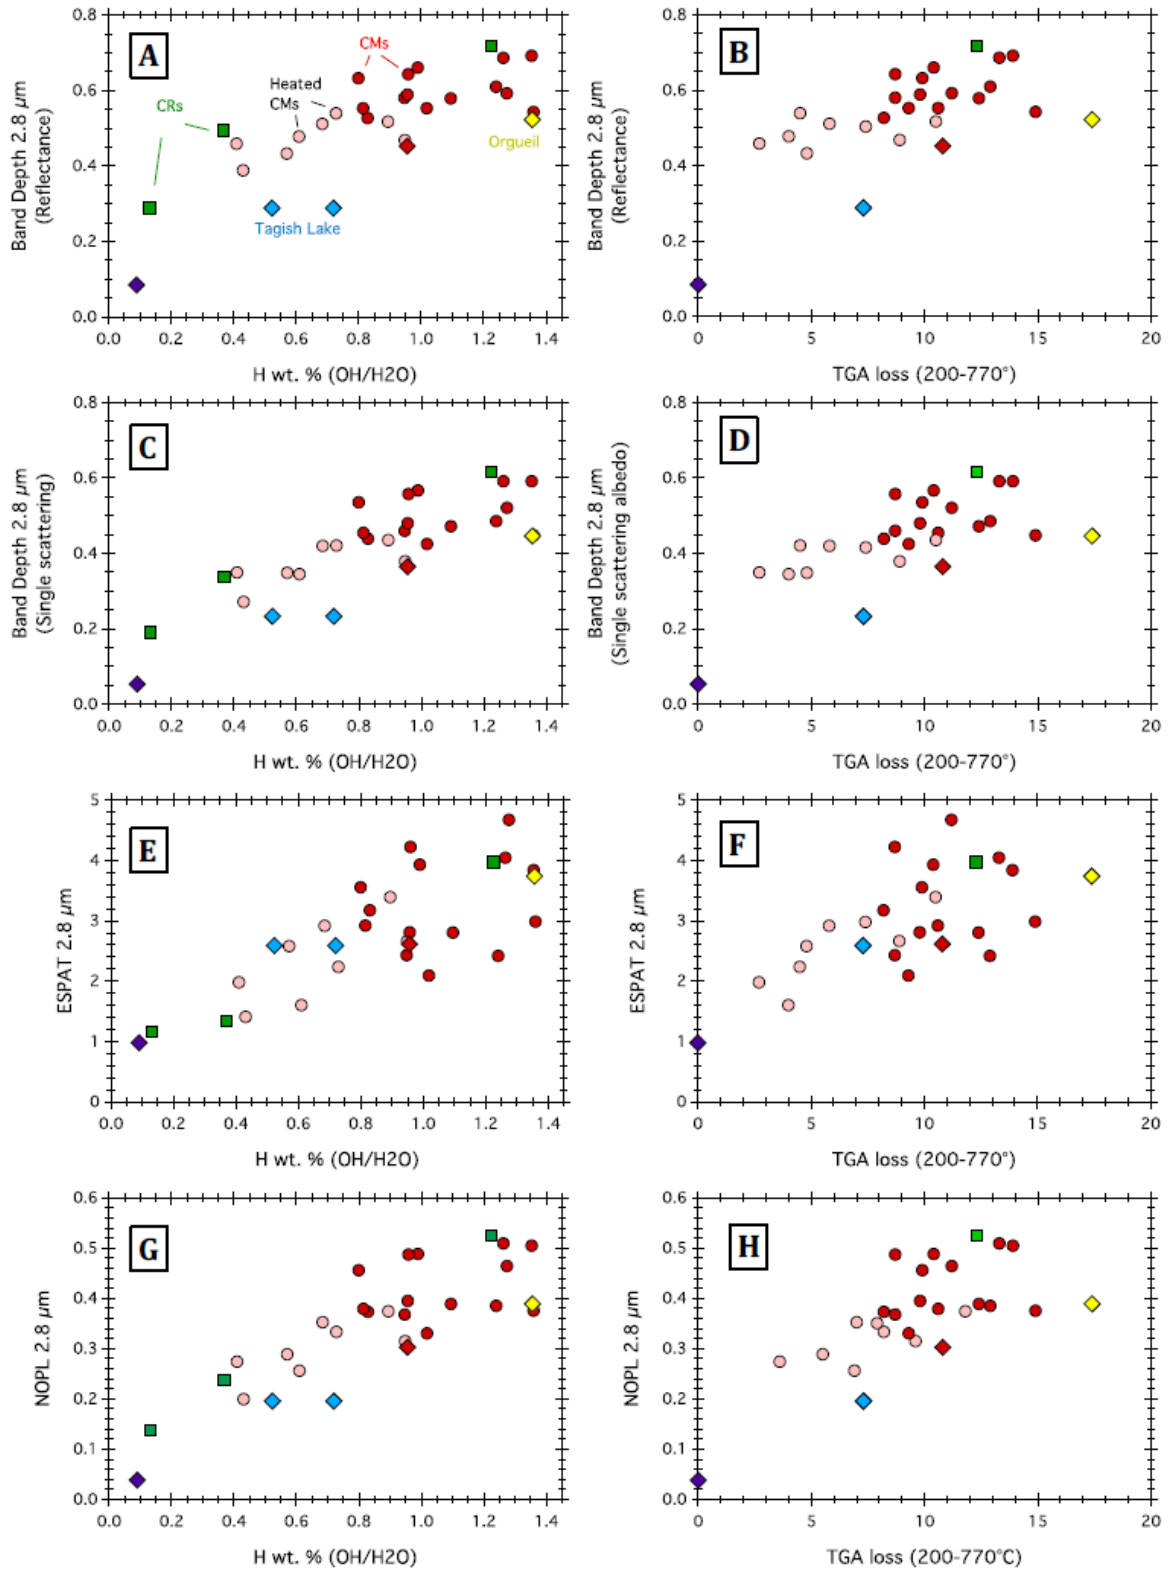 0.8
0.6
0.4
0.2
0.0
Band Depth 2.8 µm
(Reflectance)
A
CRs
Heated
CMs
CMs
Orgueil
Tagish Lake
0.0 0.2 0.4 0.6 0.8 1.0 1.2 1.4
H wt. % (OH/H2O)
0.8
0.6
0.4
0.2
0.0
Band Depth 2.8 µm
(Reflectance)
B
0 5 10 15 20
TGA loss (200-770°)
0.8
0.6
0.4
0.2
0.0
Band Depth 2.8 µm
(Single scattering)
C
0.0 0.2 0.4 0.6 0.8 1.0 1.2 1.4
H wt. % (OH/H2O)
0.8
0.6
0.4
0.2
0.0
Band Depth 2.8 µm
(Single scattering albedo)
D
0 5 10 15 20
TGA loss (200-770°)
5
4
3
2
1
0
ESPAT 2.8 µm
E
0.0 0.2 0.4 0.6 0.8 1.0 1.2 1.4
H wt. % (OH/H2O)
5
4
3
2
1
0
ESPAT 2.8 µm
F
0 5 10 15 20
TGA loss (200-770°)
0.6
0.5
0.4
0.3
0.2
0.1
0.0
NOPL 2.8 µm
G
0.0 0.2 0.4 0.6 0.8 1.0 1.2 1.4
H wt. % (OH/H2O)
0.6
0.5
0.4
0.3
0.2
0.1
0.0
NOPL 2.8 µm
H
0 5 10 15 20
TGA loss (200-770°C)